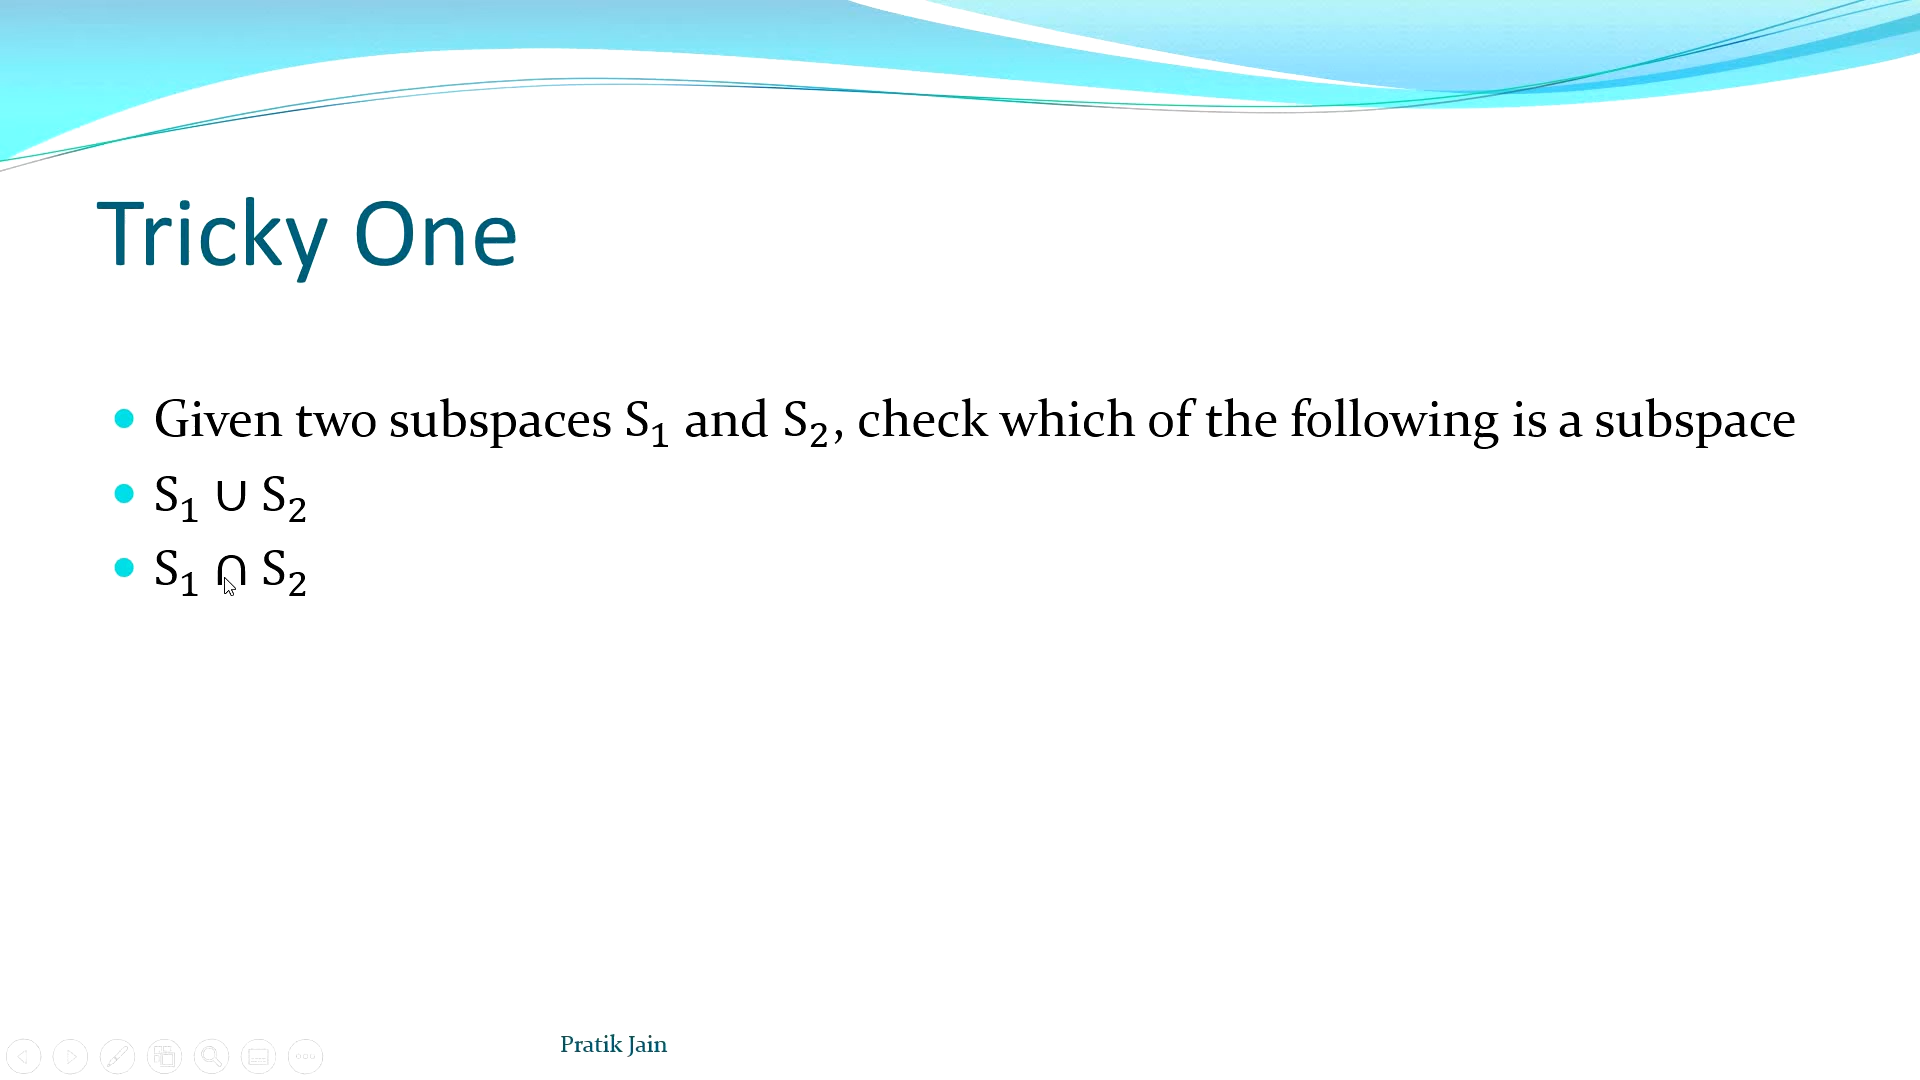 Tricky One
Given two subspaces S₁ and S₂, check which of the following is a subspace
S₁ ∪ S₂
S₁ ∩ S₂
Pratik Jain